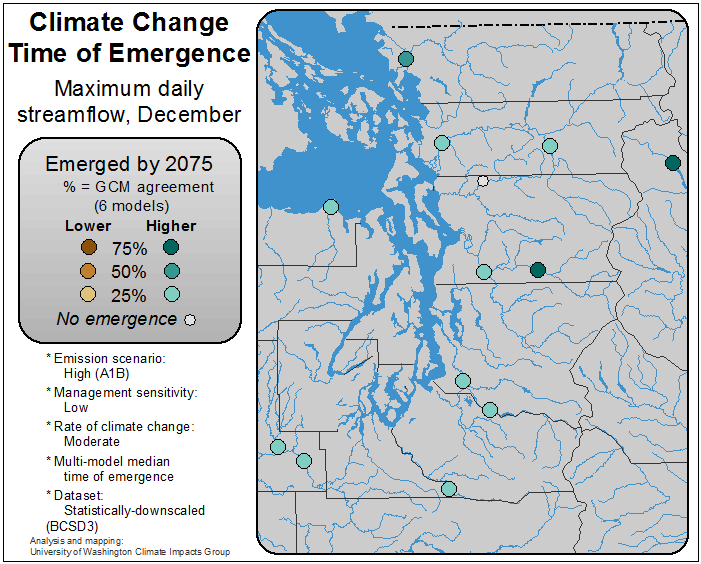 Climate Change
Time of Emergence
Maximum daily
streamflow, December
Emerged by 2075
% = GCM agreement
(6 models)
Lower Higher
75%
50%
25%
No emergence
* Emission scenario:
High (A1B)
* Management sensitivity:
Low
* Rate of climate change:
Moderate
* Multi-model median
time of emergence
* Dataset:
Statistically-downscaled
(BCSD3)
Analysis and mapping:
University of Washington Climate Impacts Group